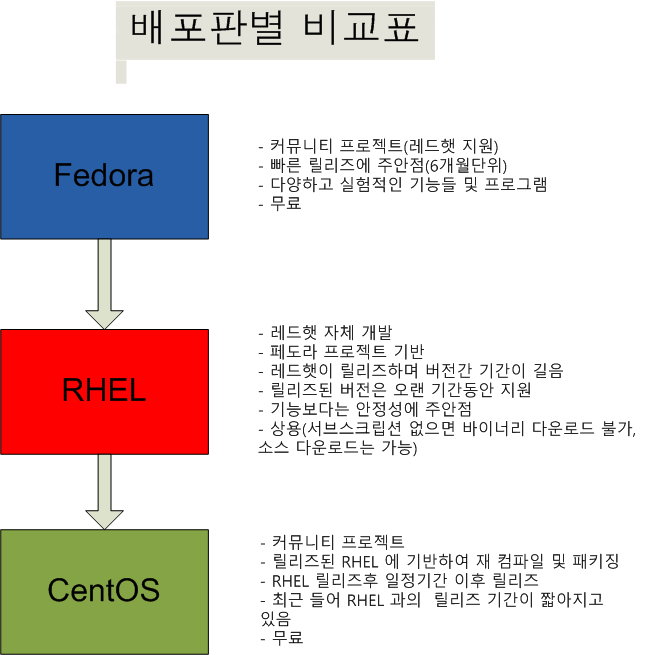 배포판별 비교표
Fedora
- 커뮤니티 프로젝트(레드햇 지원)
- 빠른 릴리즈에 주안점(6개월단위)
- 다양하고 실험적인 기능들 및 프로그램
- 무료
RHEL
- 레드햇 자체 개발
- 페도라 프로젝트 기반
- 레드햇이 릴리즈하며 버전간 기간이 길음
- 릴리즈된 버전은 오랜 기간동안 지원
- 기능보다는 안정성에 주안점
- 상용(서브스크립션 없으면 바이너리 다운로드 불가,
소스 다운로드는 가능)
CentOS
- 커뮤니티 프로젝트
- 릴리즈된 RHEL 에 기반하여 재 컴파일 및 패키징
- RHEL 릴리즈후 일정기간 이후 릴리즈
- 최근 들어 RHEL 과의  릴리즈 기간이 짧아지고
있음
- 무료